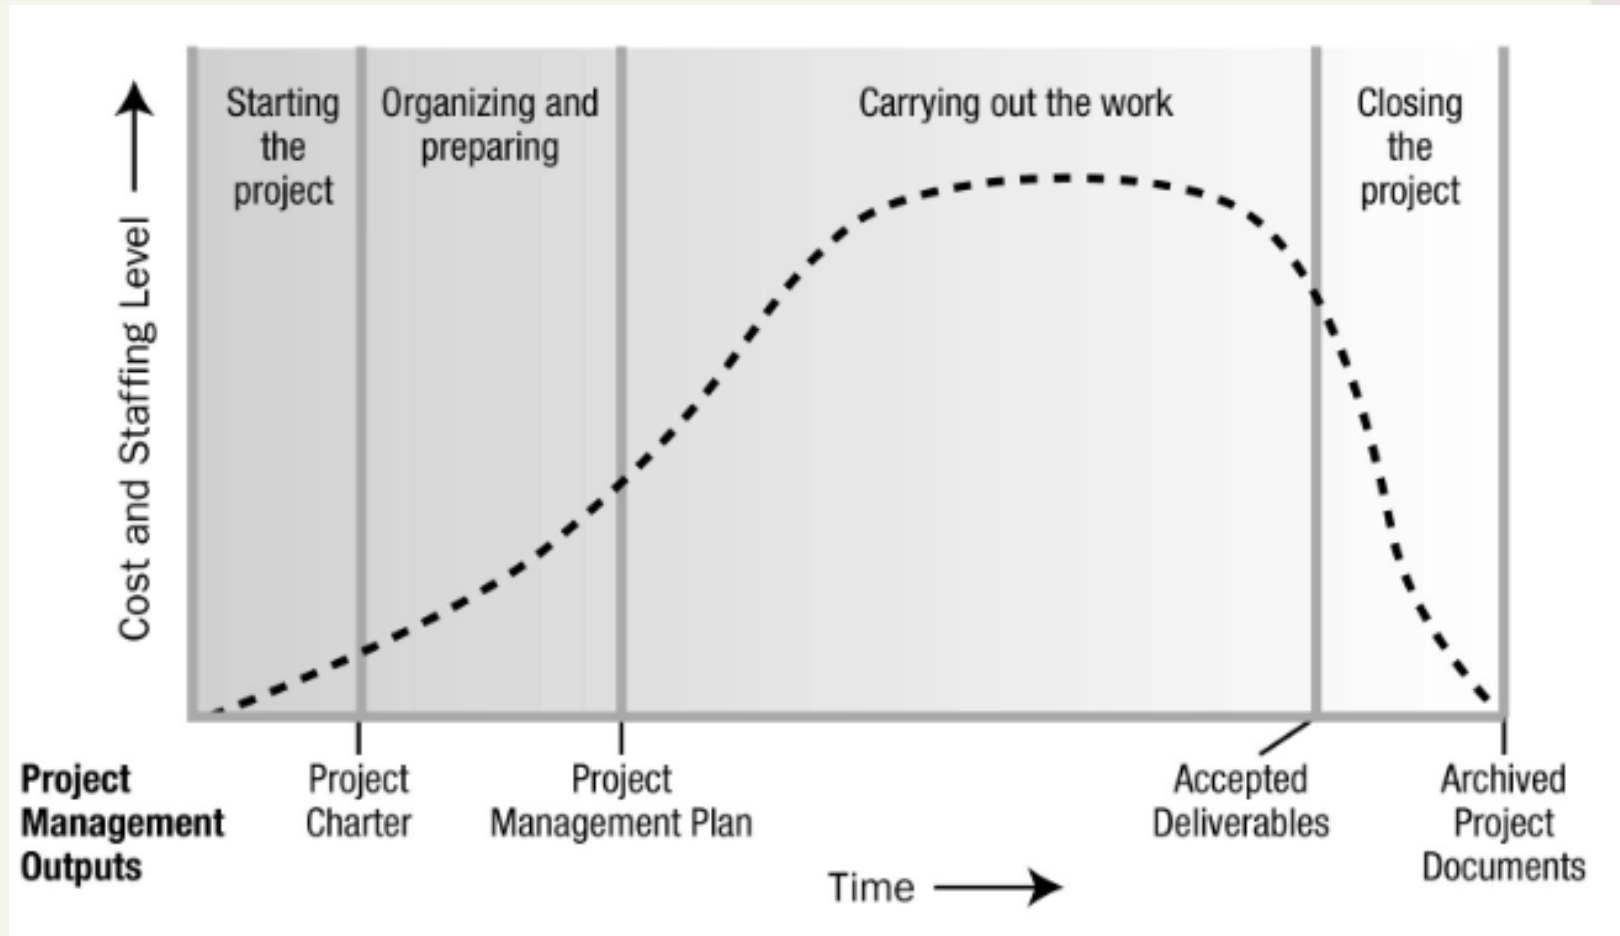 Starting
the
project
Organizing and
preparing
Carrying out the work
Closing
the
project
Cost and Staffing Level
Project
Management
Outputs
Project
Charter
Project
Management Plan
Accepted
Deliverables
Archived
Project
Documents
Time